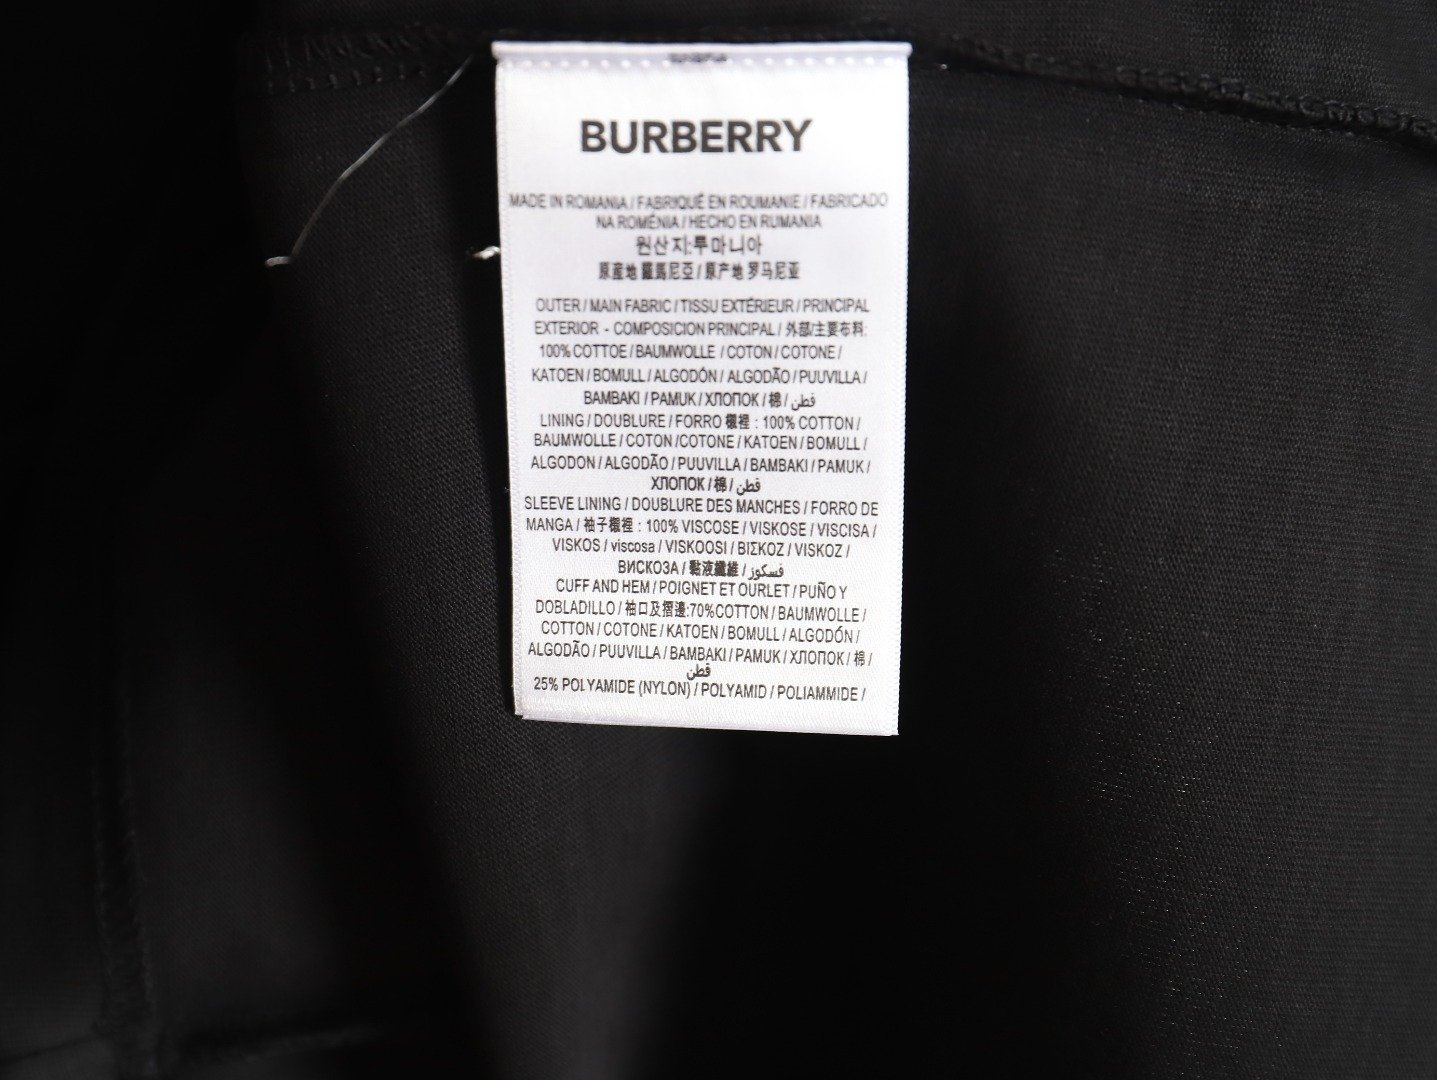 BURBERRY
MADE IN ROMANIA / FABRIQUÉ EN ROUMANIE / FABRICADO
NA ROMÉNIA / HECHO EN RUMANIA
원산지:루마니아
原産地 羅馬尼亞 / 原产地 罗马尼亚
OUTER / MAIN FABRIC / TISSU EXTÉRIEUR / PRINCIPAL
EXTERIOR - COMPOSICION PRINCIPAL / 外部/主要布料:
100% COTTOE / BAUMWOLLE / COTON / COTONE /
KATOEN / BOMULL / ALGODÓN / ALGODÃO / PUUVILLA /
BAMBAKI / PAMUK / ХЛОПОК / 棉 / قطن
LINING / DOUBLURE / FORRO 襯裡 : 100% COTTON /
BAUMWOLLE / COTON /COTONE / KATOEN / BOMULL /
ALGODON / ALGODÃO / PUUVILLA / BAMBAKI / PAMUK /
ХЛОПОК / 棉 / قطن
SLEEVE LINING / DOUBLURE DES MANCHES / FORRO DE
MANGA / 袖子襯裡 : 100% VISCOSE / VISKOSE / VISCISA /
VISKOS / viscosa / VISKOOSI / ΒΙΣΚΟΖ / VISKOZ /
ВИСКОЗА / 黏液纖維 / فسكوز
CUFF AND HEM / POIGNET ET OURLET / PUÑO Y
DOBLADILLO / 袖口及摺邊:70%COTTON / BAUMWOLLE /
COTTON / COTONE / KATOEN / BOMULL / ALGODÓN /
ALGODÃO / PUUVILLA / BAMBAKI / PAMUK / ХЛОПОК / 棉 /
قطن
25% POLYAMIDE (NYLON) / POLYAMID / POLIAMMIDE /